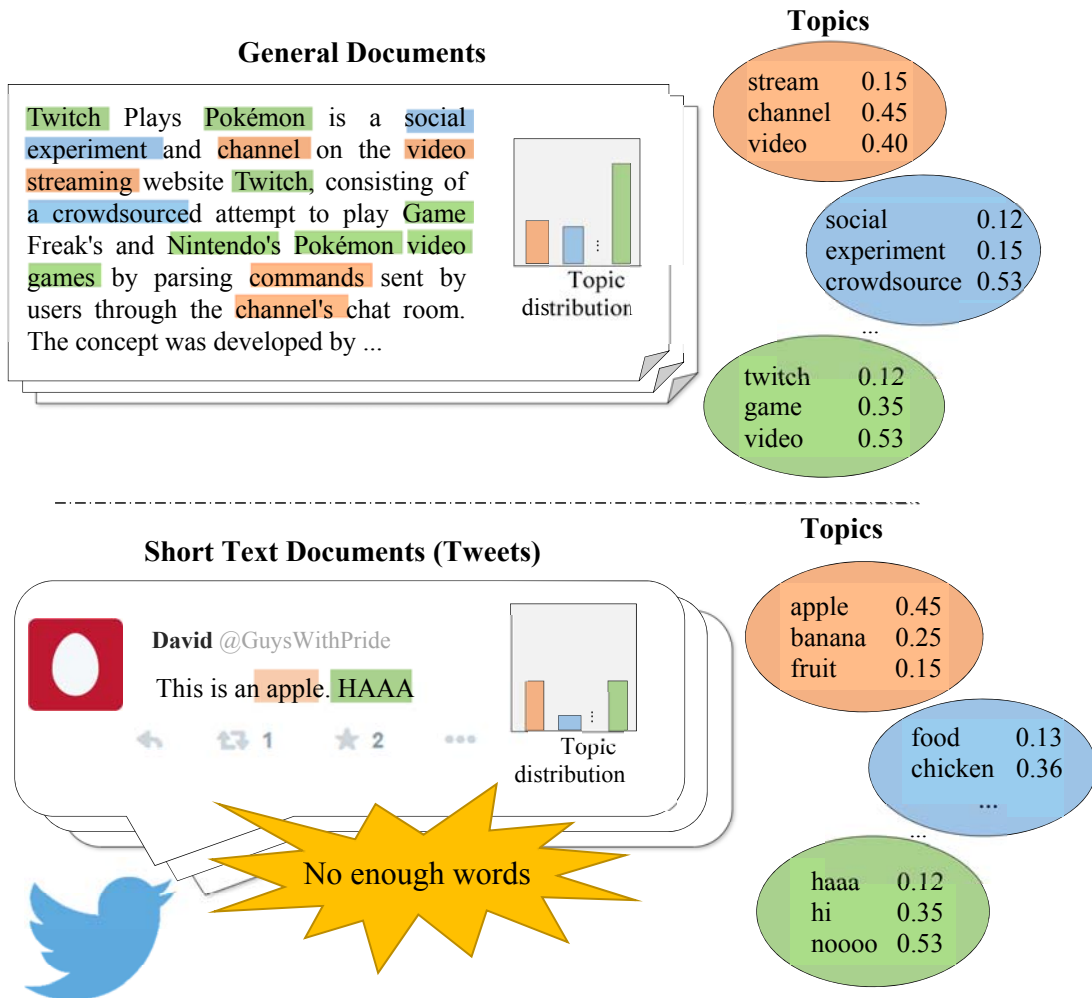 General Documents
Twitch Plays Pokémon is a social
experiment and channel on the video
streaming website Twitch, consisting of
a crowdsourced attempt to play Game
Freak's and Nintendo's Pokémon video
games by parsing commands sent by
users through the channel's chat room.
The concept was developed by ...
⋮
Topic
distribution
Topics
stream 0.15
channel 0.45
video 0.40
social 0.12
experiment 0.15
crowdsource 0.53
...
twitch 0.12
game 0.35
video 0.53
Short Text Documents (Tweets)
David @GuysWithPride
This is an apple. HAAA
1 2
⋮
Topic
distribution
No enough words
Topics
apple 0.45
banana 0.25
fruit 0.15
food 0.13
chicken 0.36
...
...
haaa 0.12
hi 0.35
noooo 0.53